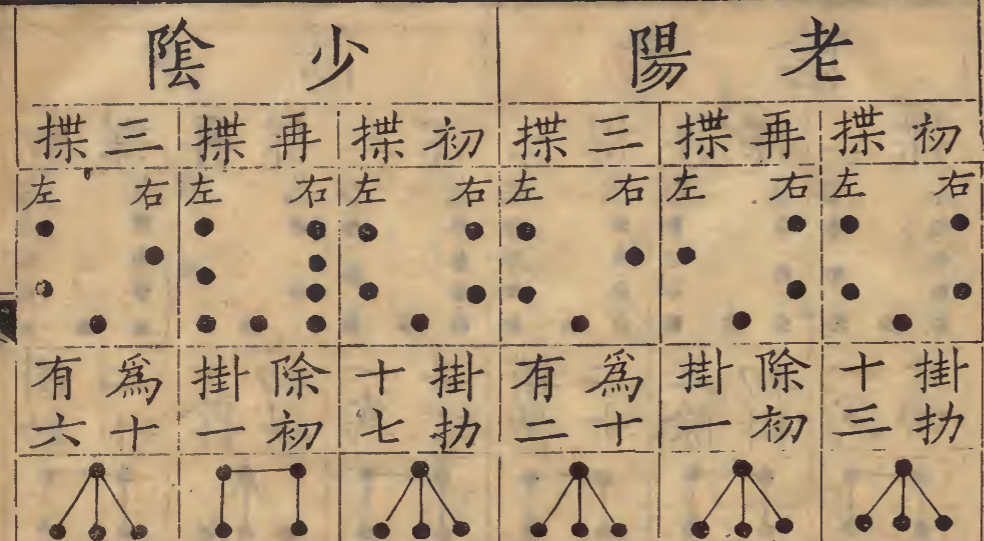 老陽
少陰
初揲
再揲
三揲
初揲
再揲
三揲
右 左
右 左
右 左
右 左
右 左
右 左
掛扐
十三
除初
掛一
爲十
有二
掛扐
十七
除初
掛一
爲十
有六